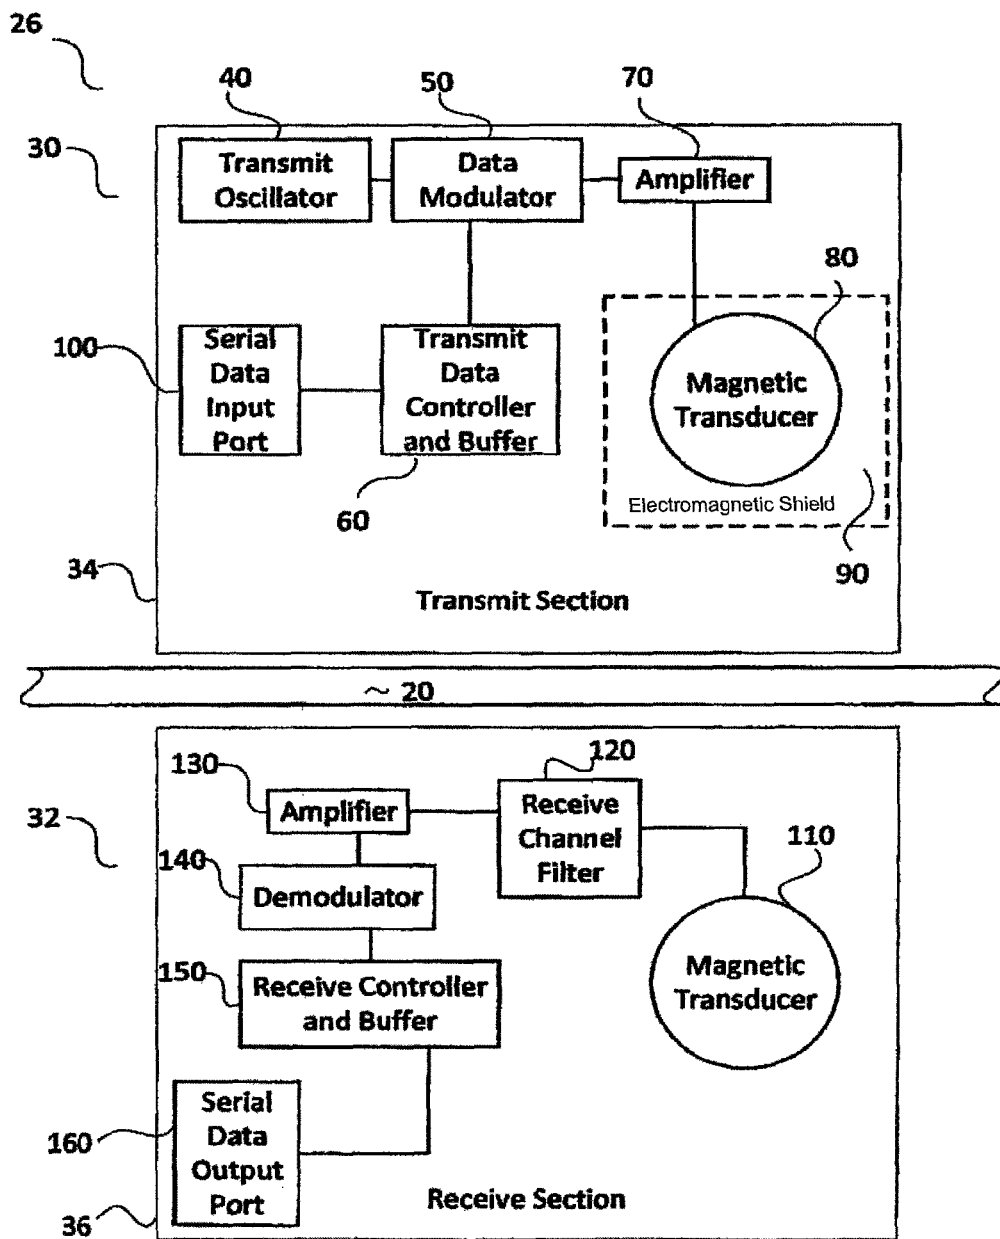 26
40
50
70
30
Transmit
Oscillator
Data
Modulator
Amplifier
80
100
Serial
Data
Input
Port
Transmit
Data
Controller
and Buffer
Magnetic
Transducer
Electromagnetic Shield
60
90
34
Transmit Section
~ 20
130
120
Amplifier
Receive
Channel
Filter
32
110
140
Demodulator
150
Receive Controller
and Buffer
Magnetic
Transducer
160
Serial
Data
Output
Port
Receive Section
36